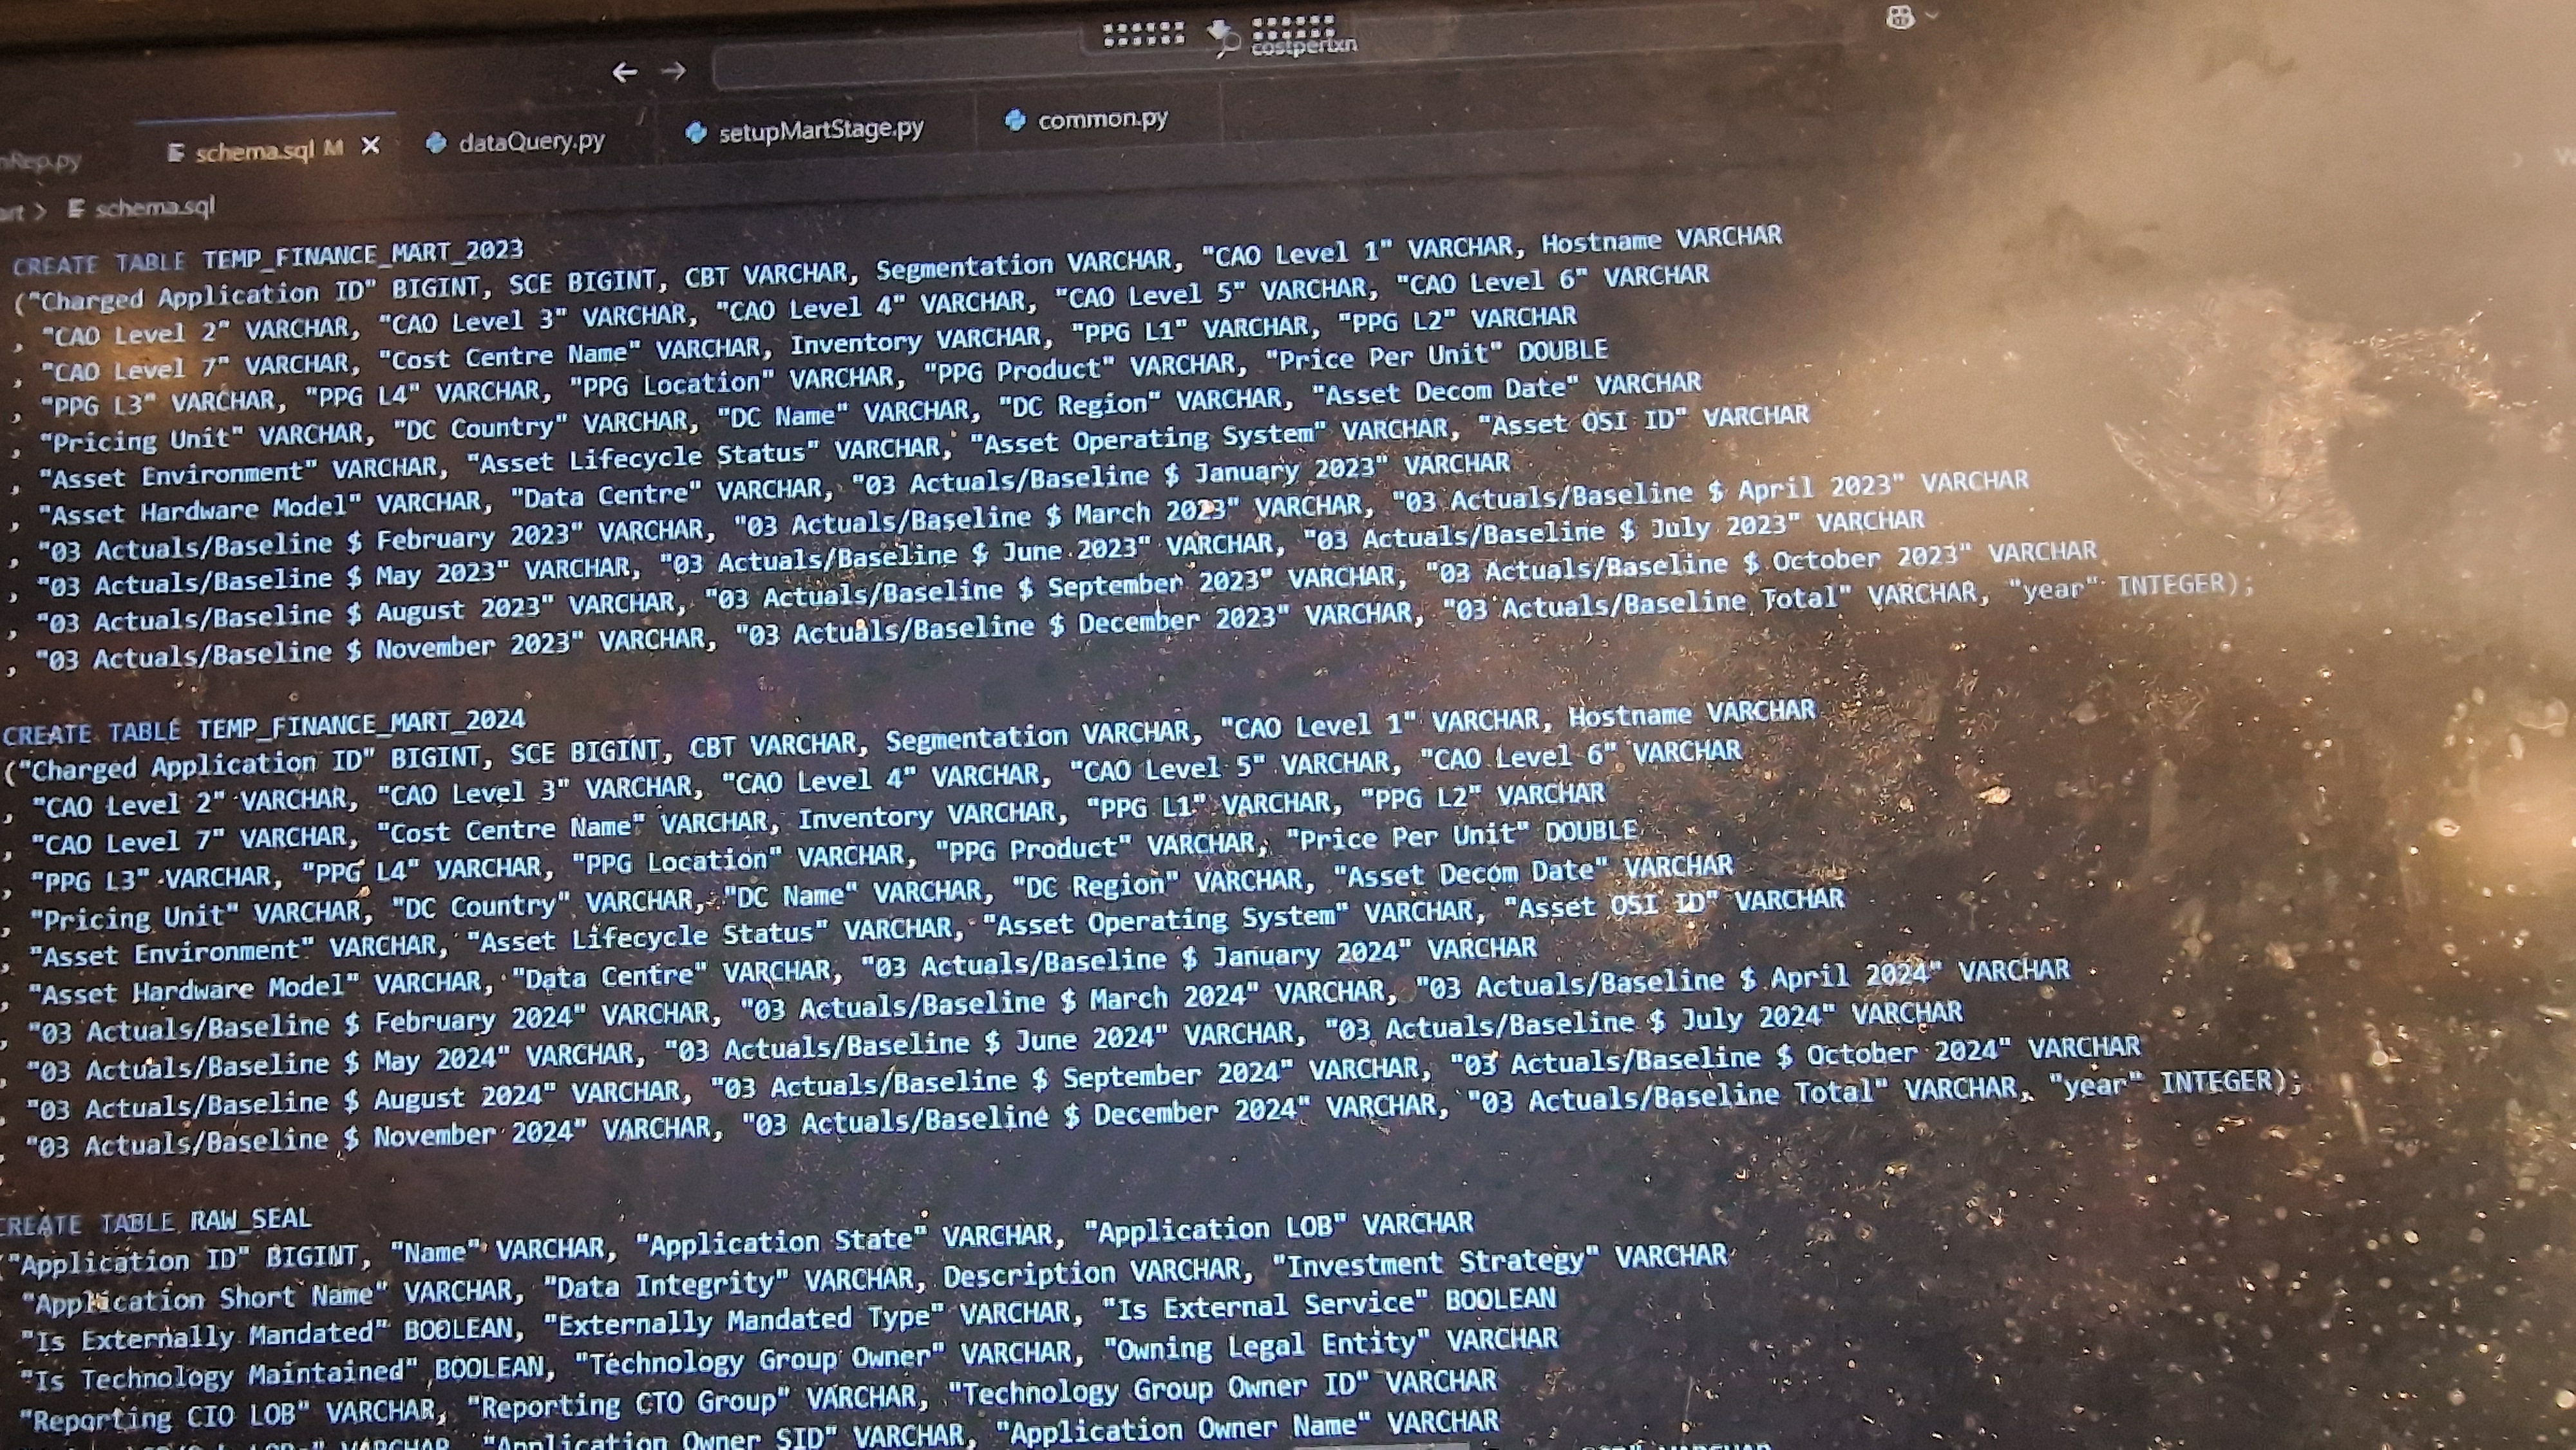 costpertxn
nRep.py schema.sql M dataQuery.py setupMartStage.py common.py
schema.sql
CREATE TABLE TEMP_FINANCE_MART_2023
("Charged Application ID" BIGINT, SCE BIGINT, CBT VARCHAR, Segmentation VARCHAR, "CAO Level 1" VARCHAR, Hostname VARCHAR
, "CAO Level 2" VARCHAR, "CAO Level 3" VARCHAR, "CAO Level 4" VARCHAR, "CAO Level 5" VARCHAR, "CAO Level 6" VARCHAR
, "CAO Level 7" VARCHAR, "Cost Centre Name" VARCHAR, Inventory VARCHAR, "PPG L1" VARCHAR, "PPG L2" VARCHAR
, "PPG L3" VARCHAR, "PPG L4" VARCHAR, "PPG Location" VARCHAR, "PPG Product" VARCHAR, "Price Per Unit" DOUBLE
, "Pricing Unit" VARCHAR, "DC Country" VARCHAR, "DC Name" VARCHAR, "DC Region" VARCHAR, "Asset Decom Date" VARCHAR
, "Asset Environment" VARCHAR, "Asset Lifecycle Status" VARCHAR, "Asset Operating System" VARCHAR, "Asset OSI ID" VARCHAR
, "Asset Hardware Model" VARCHAR, "Data Centre" VARCHAR, "03 Actuals/Baseline $ January 2023" VARCHAR
, "03 Actuals/Baseline $ February 2023" VARCHAR, "03 Actuals/Baseline $ March 2023" VARCHAR, "03 Actuals/Baseline $ April 2023" VARCHAR
, "03 Actuals/Baseline $ May 2023" VARCHAR, "03 Actuals/Baseline $ June 2023" VARCHAR, "03 Actuals/Baseline $ July 2023" VARCHAR
, "03 Actuals/Baseline $ August 2023" VARCHAR, "03 Actuals/Baseline $ September 2023" VARCHAR, "03 Actuals/Baseline $ October 2023" VARCHAR
, "03 Actuals/Baseline $ November 2023" VARCHAR, "03 Actuals/Baseline $ December 2023" VARCHAR, "03 Actuals/Baseline Total" VARCHAR, "year" INTEGER);
CREATE TABLE TEMP_FINANCE_MART_2024
("Charged Application ID" BIGINT, SCE BIGINT, CBT VARCHAR, Segmentation VARCHAR, "CAO Level 1" VARCHAR, Hostname VARCHAR
, "CAO Level 2" VARCHAR, "CAO Level 3" VARCHAR, "CAO Level 4" VARCHAR, "CAO Level 5" VARCHAR, "CAO Level 6" VARCHAR
, "CAO Level 7" VARCHAR, "Cost Centre Name" VARCHAR, Inventory VARCHAR, "PPG L1" VARCHAR, "PPG L2" VARCHAR
, "PPG L3" VARCHAR, "PPG L4" VARCHAR, "PPG Location" VARCHAR, "PPG Product" VARCHAR, "Price Per Unit" DOUBLE
, "Pricing Unit" VARCHAR, "DC Country" VARCHAR, "DC Name" VARCHAR, "DC Region" VARCHAR, "Asset Decom Date" VARCHAR
, "Asset Environment" VARCHAR, "Asset Lifecycle Status" VARCHAR, "Asset Operating System" VARCHAR, "Asset OSI ID" VARCHAR
, "Asset Hardware Model" VARCHAR, "Data Centre" VARCHAR, "03 Actuals/Baseline $ January 2024" VARCHAR
, "03 Actuals/Baseline $ February 2024" VARCHAR, "03 Actuals/Baseline $ March 2024" VARCHAR, "03 Actuals/Baseline $ April 2024" VARCHAR
, "03 Actuals/Baseline $ May 2024" VARCHAR, "03 Actuals/Baseline $ June 2024" VARCHAR, "03 Actuals/Baseline $ July 2024" VARCHAR
, "03 Actuals/Baseline $ August 2024" VARCHAR, "03 Actuals/Baseline $ September 2024" VARCHAR, "03 Actuals/Baseline $ October 2024" VARCHAR
, "03 Actuals/Baseline $ November 2024" VARCHAR, "03 Actuals/Baseline $ December 2024" VARCHAR, "03 Actuals/Baseline Total" VARCHAR, "year" INTEGER);
CREATE TABLE RAW_SEAL
("Application ID" BIGINT, "Name" VARCHAR, "Application State" VARCHAR, "Application LOB" VARCHAR
"Application Short Name" VARCHAR, "Data Integrity" VARCHAR, Description VARCHAR, "Investment Strategy" VARCHAR
"Is Externally Mandated" BOOLEAN, "Externally Mandated Type" VARCHAR, "Is External Service" BOOLEAN
"Is Technology Maintained" BOOLEAN, "Technology Group Owner" VARCHAR, "Owning Legal Entity" VARCHAR
"Reporting CIO LOB" VARCHAR, "Reporting CTO Group" VARCHAR, "Technology Group Owner ID" VARCHAR
VARCHAR, "Application Owner SID" VARCHAR, "Application Owner Name" VARCHAR